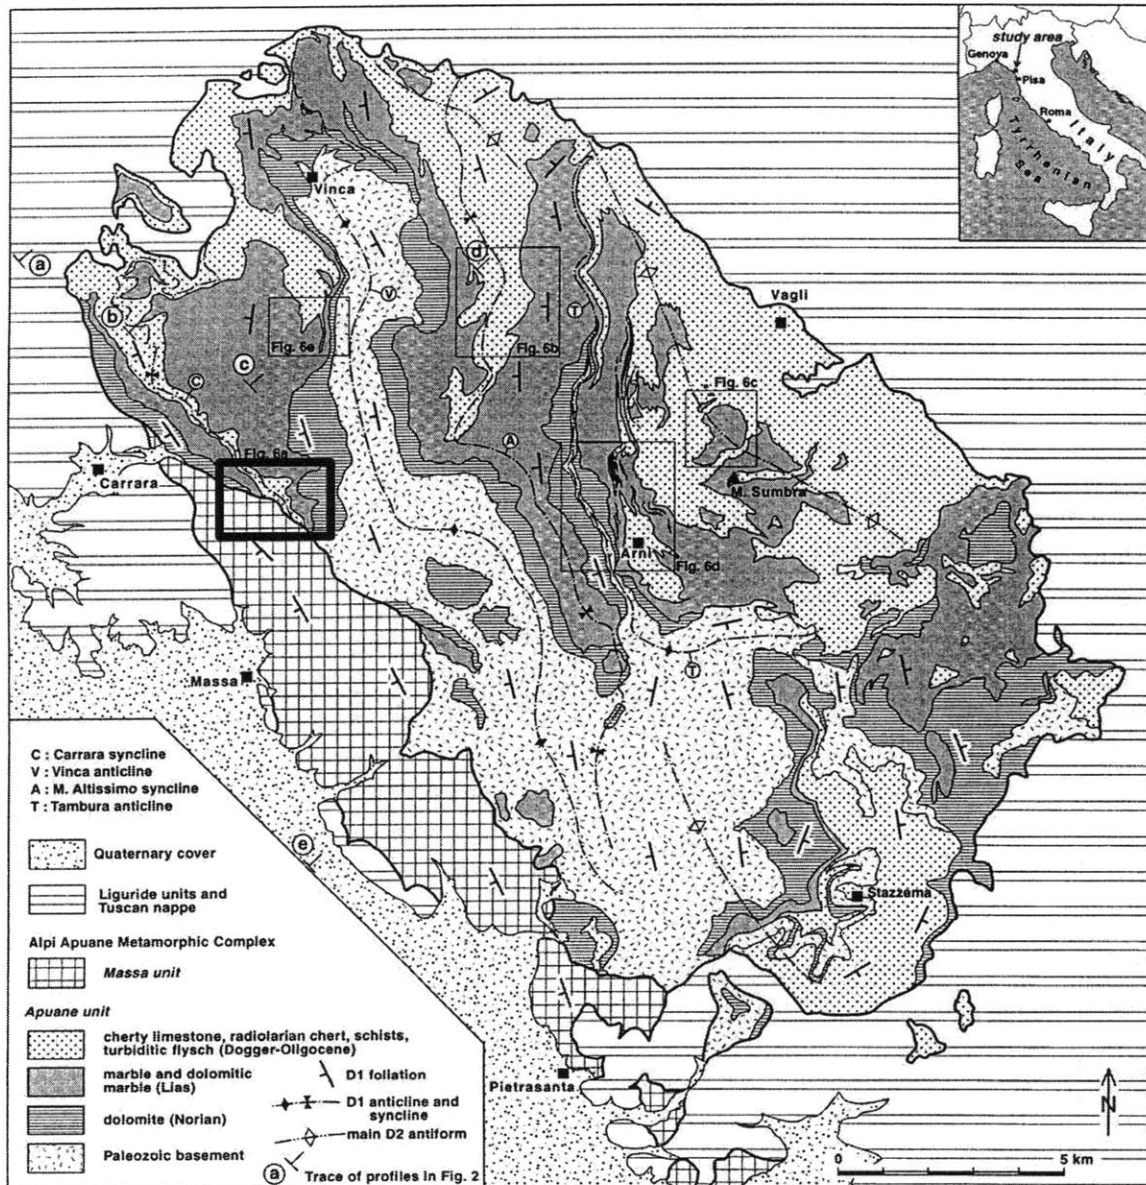 study area
Genova
Pisa
Roma
Italy
Tyrrhenian
Sea
Vinca
a
d
b
V
T
Vagli
Fig. 6e
Fig. 6b
c
C
Fig. 6c
A
Fig. 6a
Carrara
M. Sumbra
Arni
Fig. 6d
T
Massa
C : Carrara syncline
V : Vinca anticline
A : M. Altissimo syncline
T : Tambura anticline
e
Quaternary cover
Stazzema
Liguride units and
Tuscan nappe
Alpi Apuane Metamorphic Complex
Massa unit
Apuane unit
cherty limestone, radiolarian chert, schists,
turbiditic flysch (Dogger-Oligocene)
marble and dolomitic
marble (Lias)
D1 foliation
Pietrasanta
D1 anticline and
syncline
dolomite (Norian)
main D2 antiform
N
Paleozoic basement
a Trace of profiles in Fig. 2
0 5 km